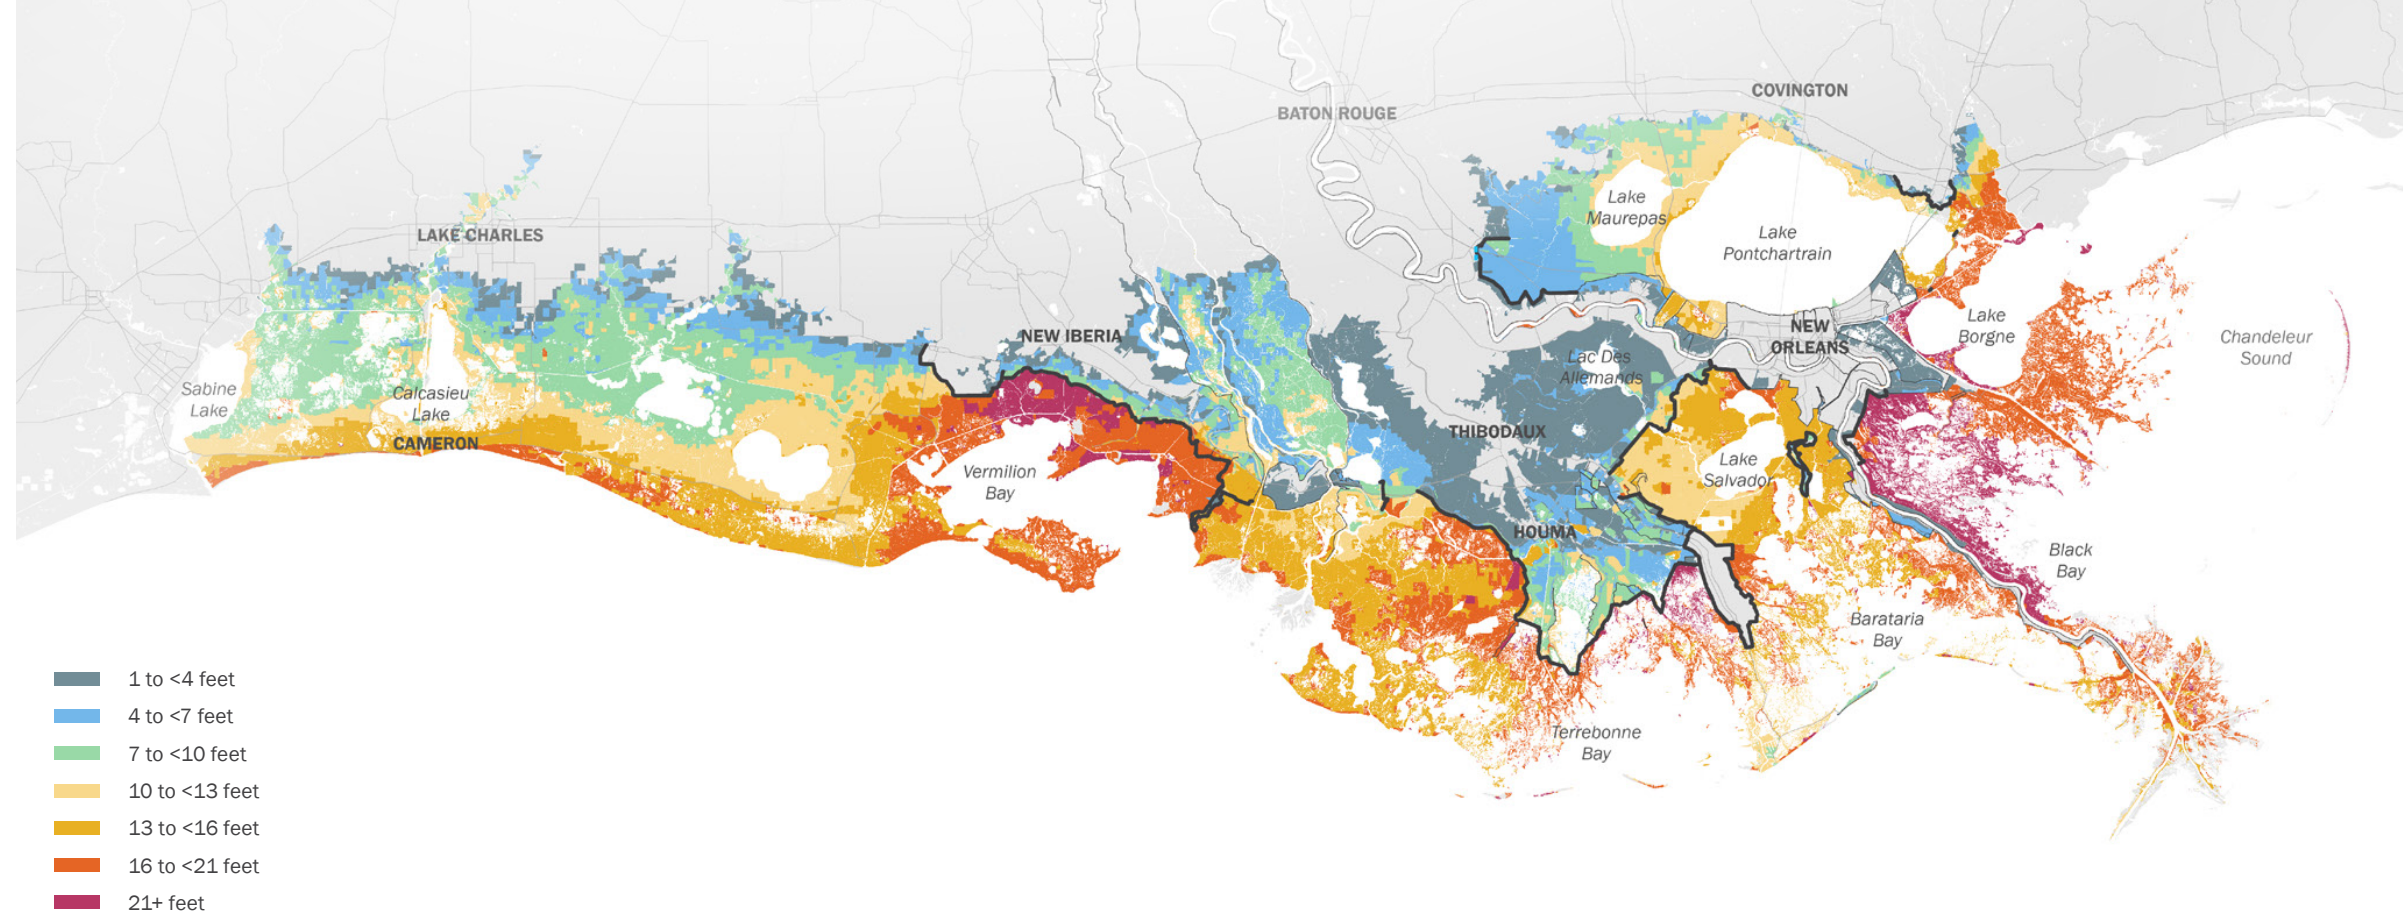 COVINGTON
BATON ROUGE
Lake
Maurepas
LAKE CHARLES
Lake
Pontchartrain
NEW IBERIA
NEW
ORLEANS
Lake
Borgne
Chandeleur
Sound
Lac Des
Allemands
Sabine
Lake
Calcasieu
Lake
CAMERON
THIBODAUX
Vermilion
Bay
Lake
Salvador
HOUMA
Black
Bay
Barataria
Bay
Terrebonne
Bay
1 to <4 feet
4 to <7 feet
7 to <10 feet
10 to <13 feet
13 to <16 feet
16 to <21 feet
21+ feet